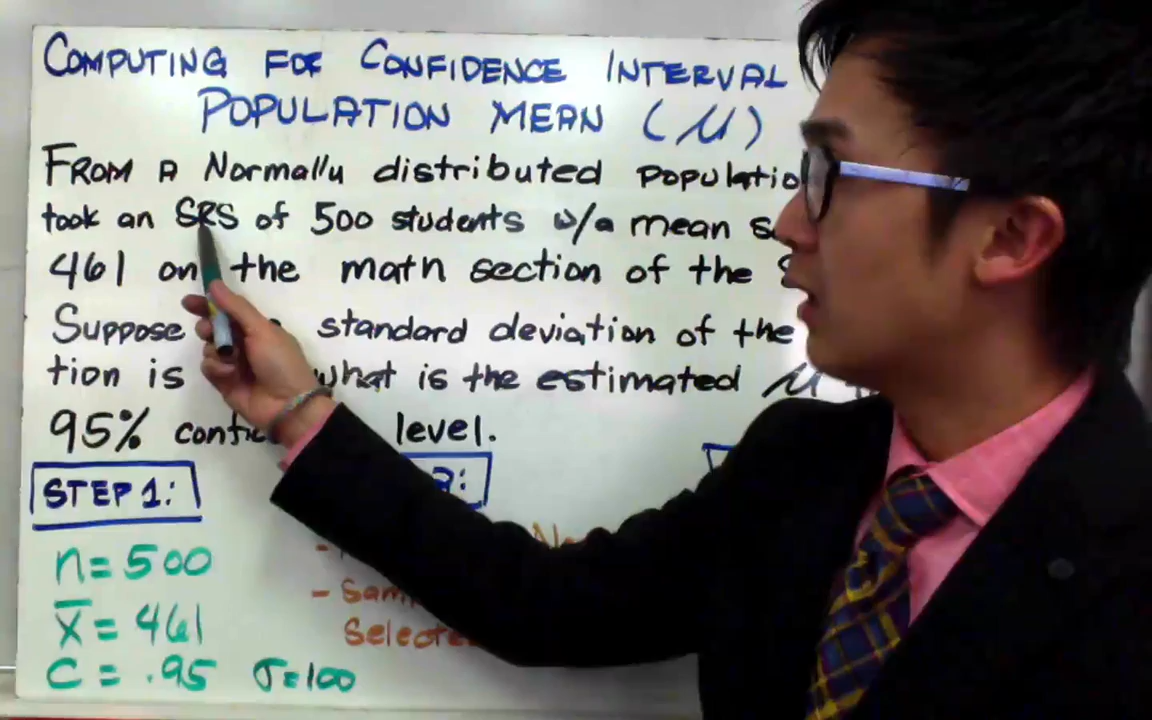 COMPUTING FOR CONFIDENCE INTERVAL
POPULATION MEAN (μ)
FROM A Normally distributed populatio
took an SRS of 500 students w/a mean s
461 on the math section of the S
Suppose standard deviation of the
tion is what is the estimated μ
95% confid level.
STEP 1:
n = 500
x̄ = 461
C = .95 σ=100
2:
- Sam
Selecte